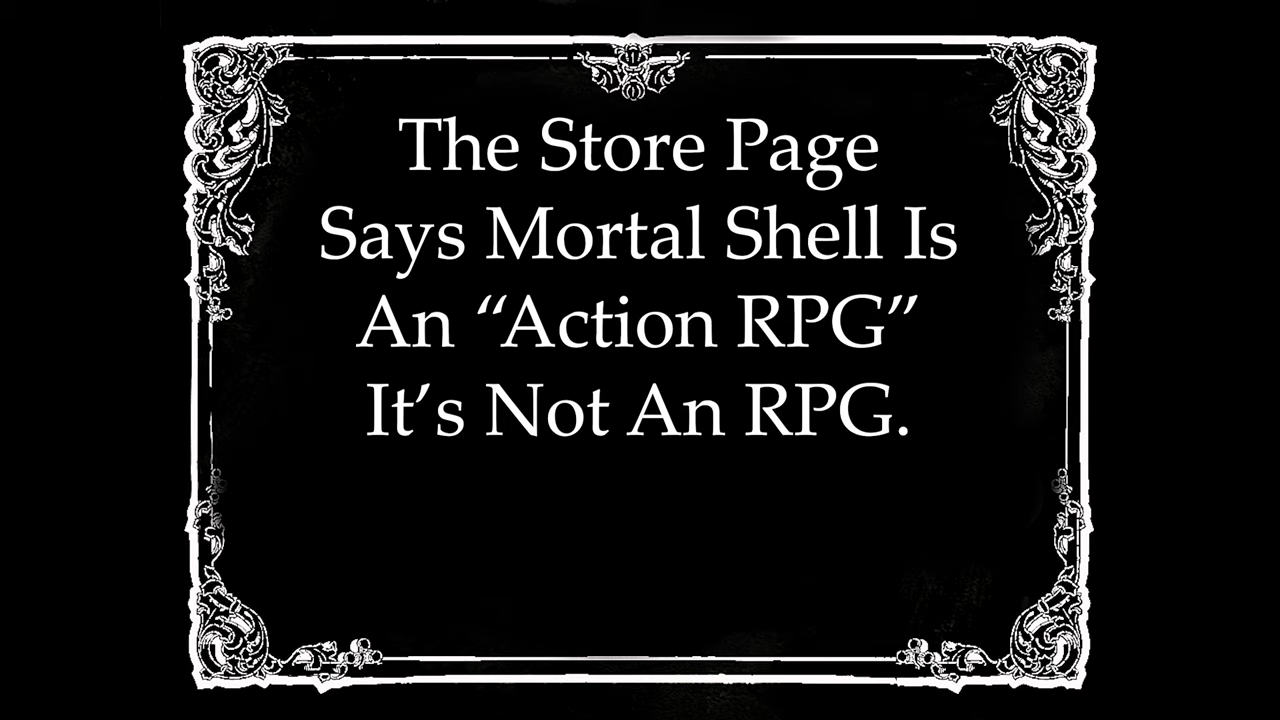 The Store Page
Says Mortal Shell Is
An “Action RPG”
It’s Not An RPG.